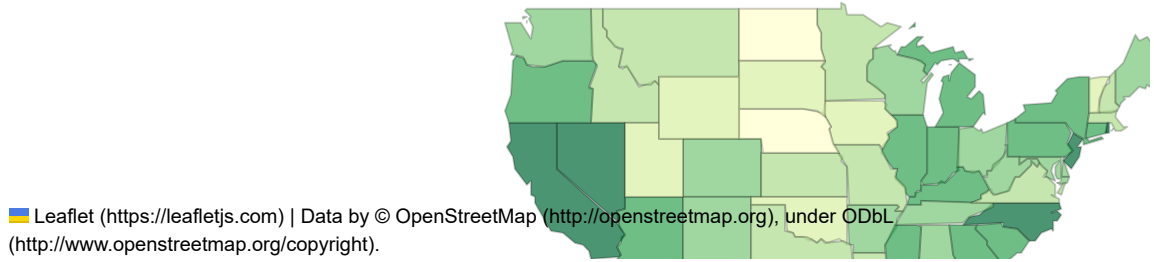 Leaflet (https://leafletjs.com) | Data by © OpenStreetMap (http://openstreetmap.org), under ODbL
(http://www.openstreetmap.org/copyright).